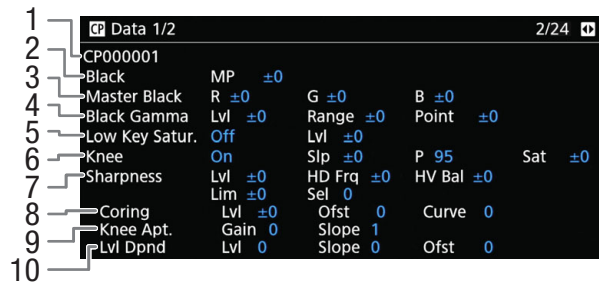 CP Data 1/2 2/24
1 CP000001
2 Black MP ±0
3 Master Black R ±0 G ±0 B ±0
4 Black Gamma Lvl ±0 Range ±0 Point ±0
5 Low Key Satur. Off Lvl ±0
6 Knee On Slp ±0 P 95 Sat ±0
7 Sharpness Lvl ±0 HD Frq ±0 HV Bal ±0
Lim ±0 Sel 0
8 Coring Lvl ±0 Ofst 0 Curve 0
9 Knee Apt. Gain 0 Slope 1
10 Lvl Dpnd Lvl 0 Slope 0 Ofst 0